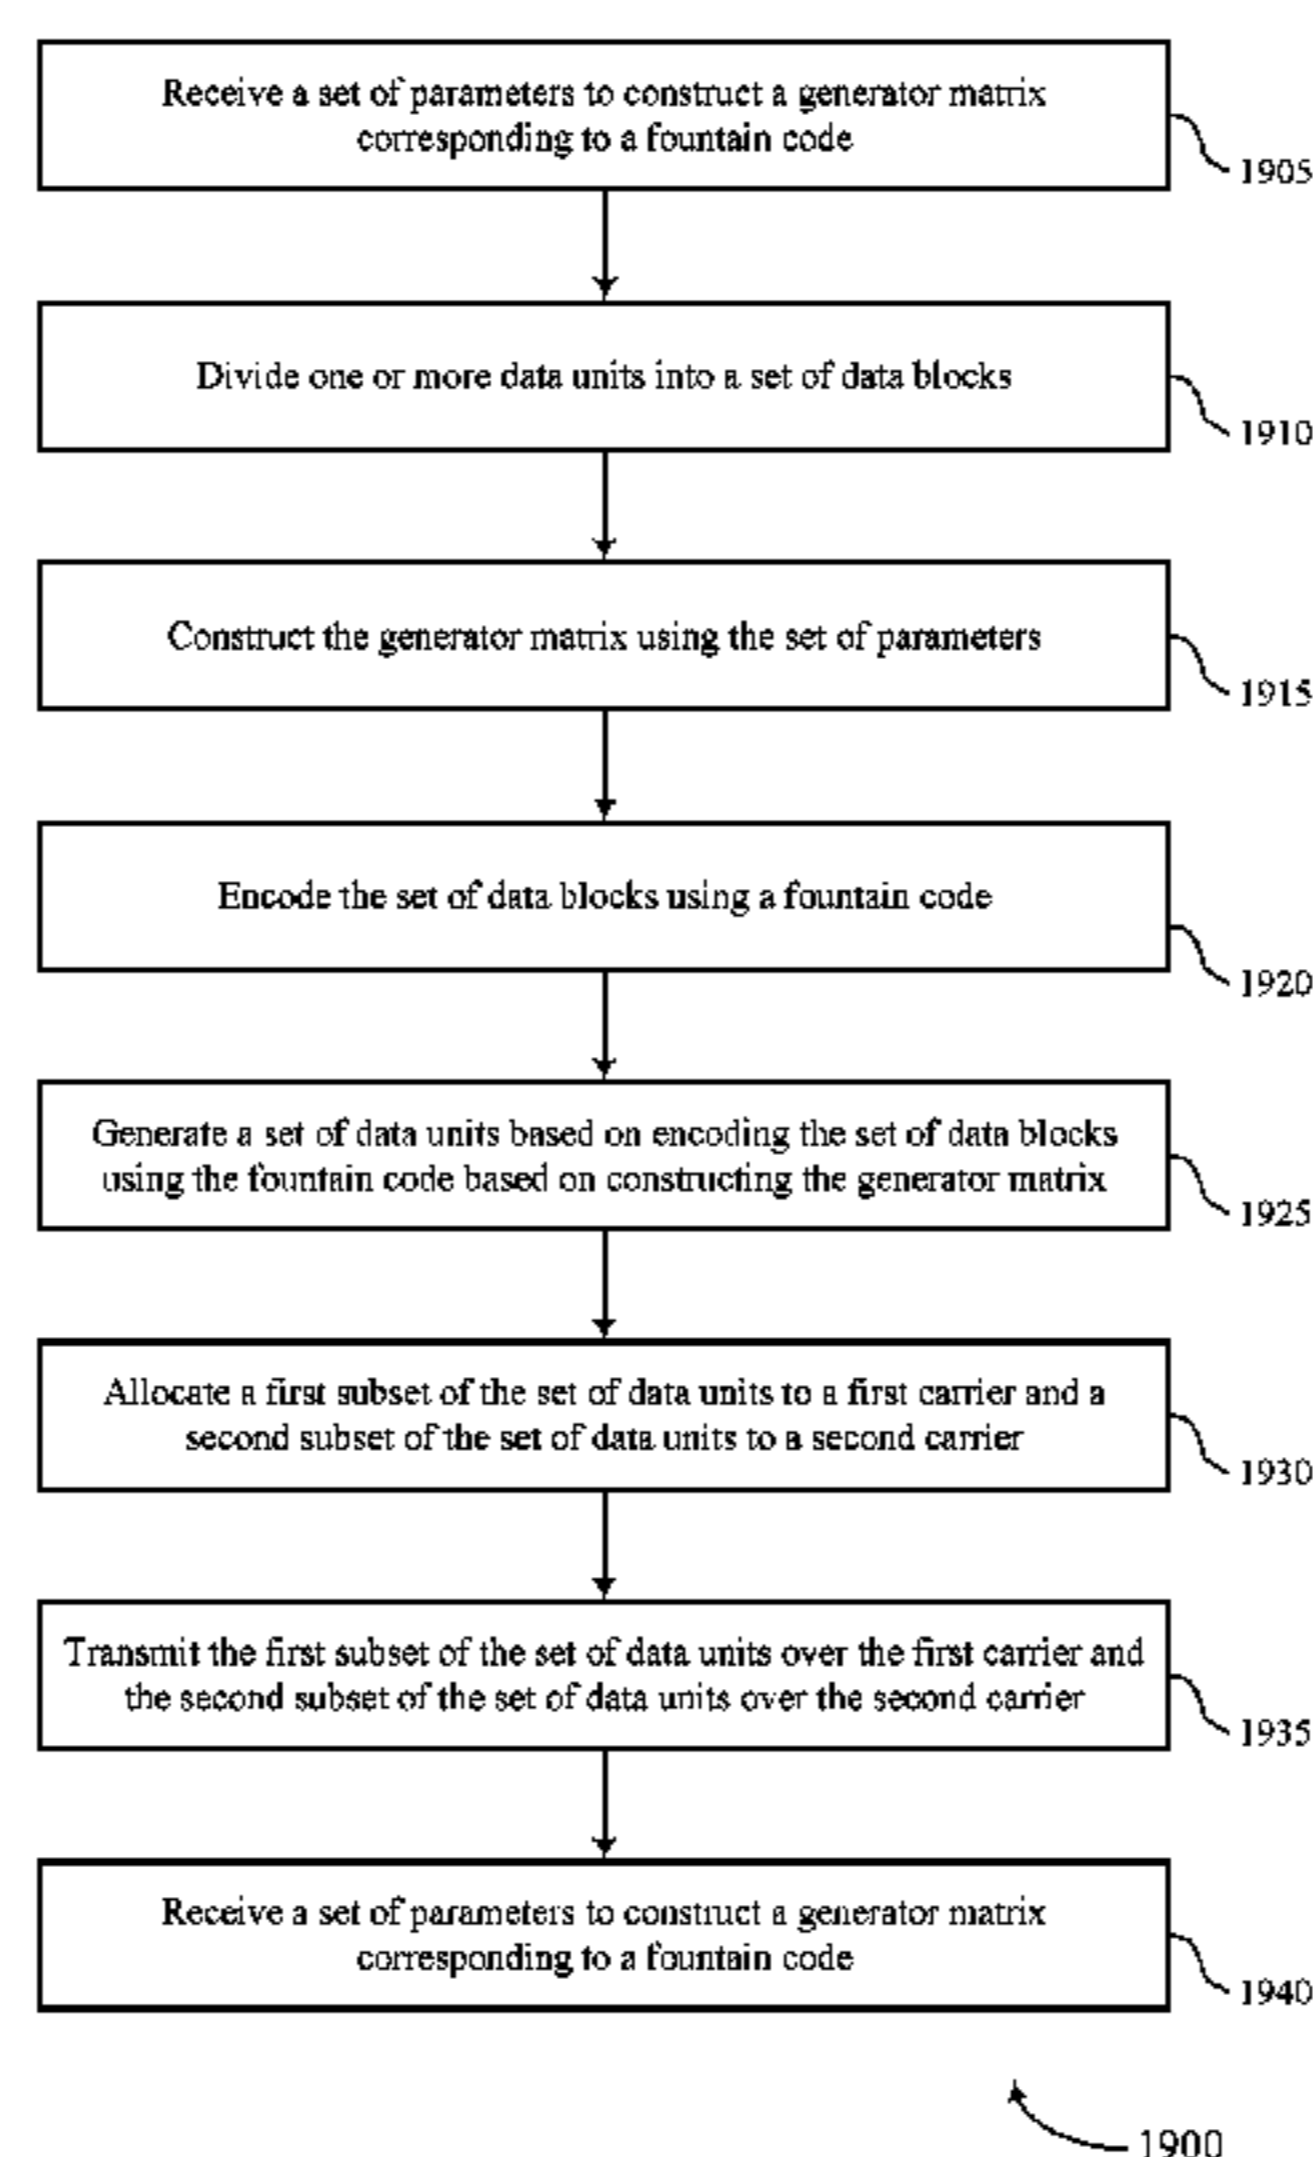 Receive a set of parameters to construct a generator matrix
corresponding to a fountain code
1905
Divide one or more data units into a set of data blocks
1910
Construct the generator matrix using the set of parameters
1915
Encode the set of data blocks using a fountain code
1920
Generate a set of data units based on encoding the set of data blocks
using the fountain code based on constructing the generator matrix
1925
Allocate a first subset of the set of data units to a first carrier and a
second subset of the set of data units to a second carrier
1930
Transmit the first subset of the set of data units over the first carrier and
the second subset of the set of data units over the second carrier
1935
Receive a set of parameters to construct a generator matrix
corresponding to a fountain code
1940
1900